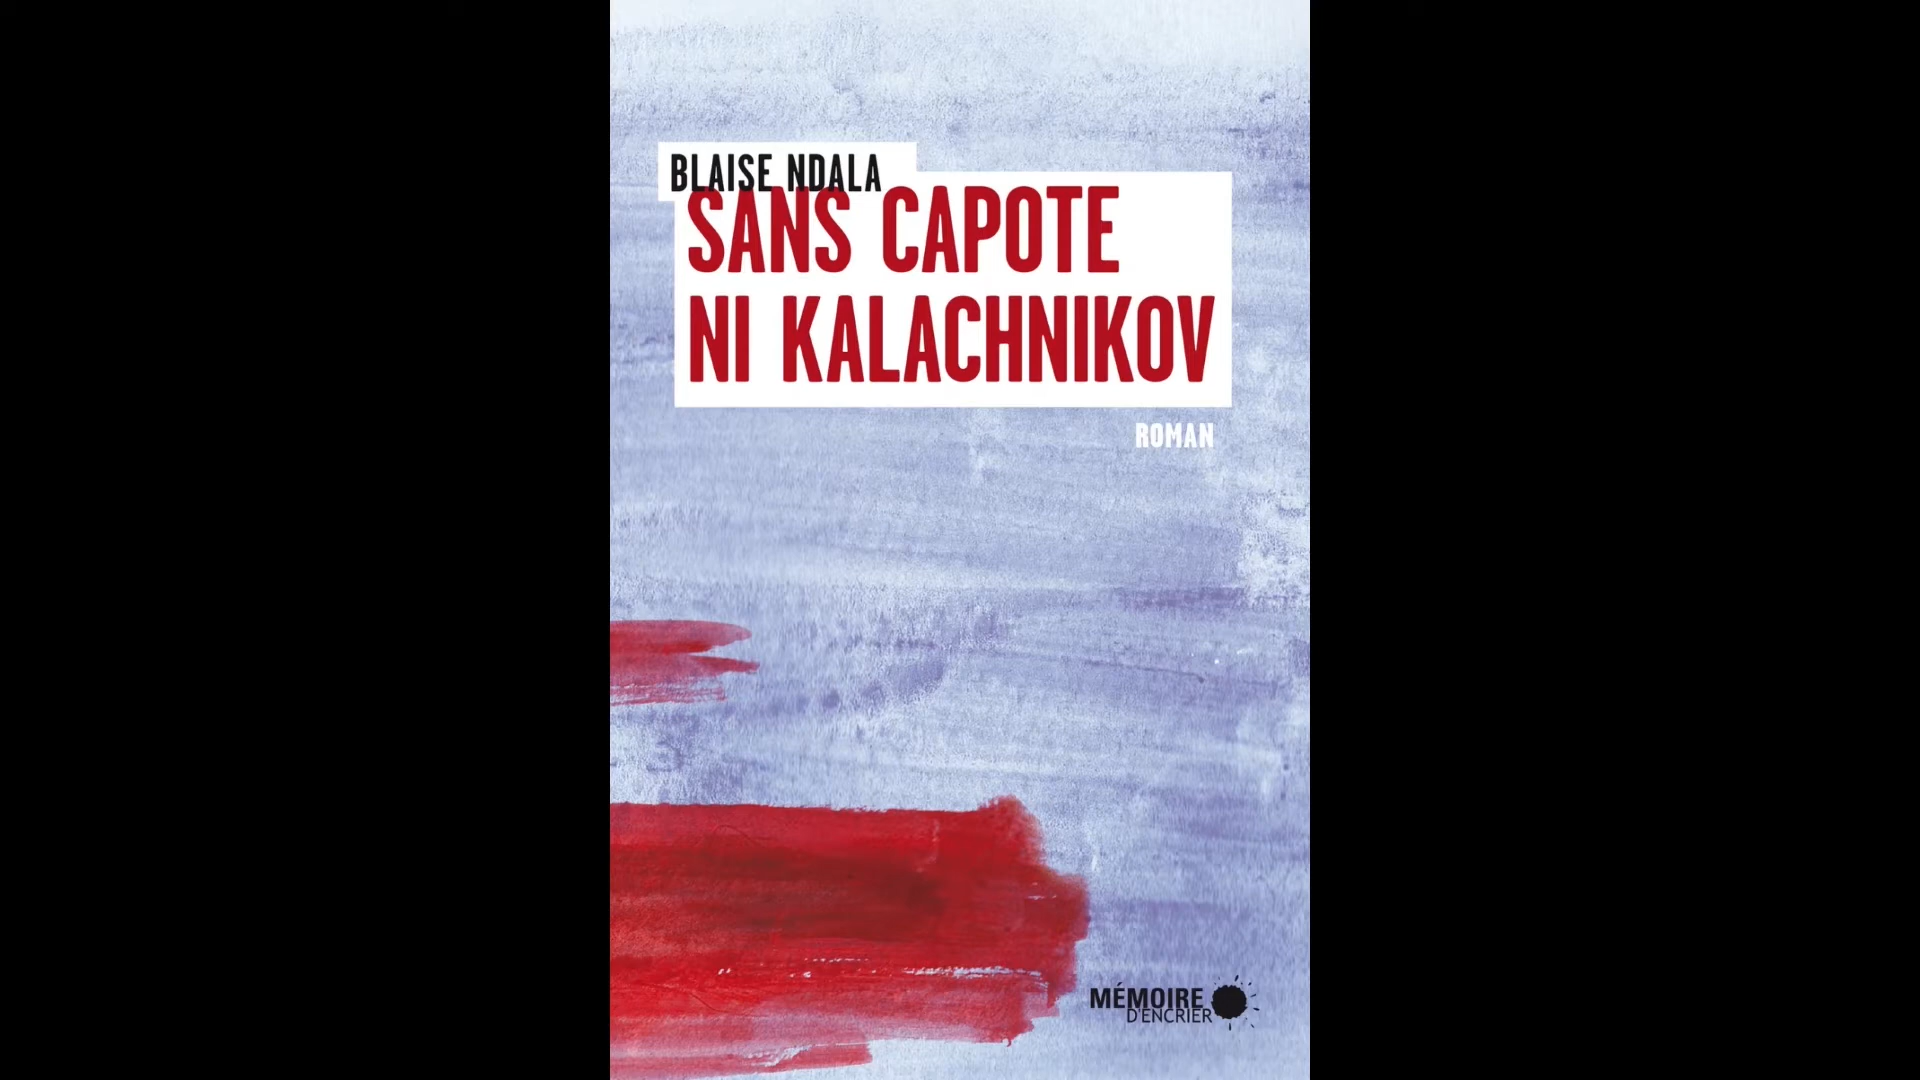 BLAISE NDALA
SANS CAPOTE
NI KALACHNIKOV
ROMAN
MÉMOIRE
D'ENCRIER